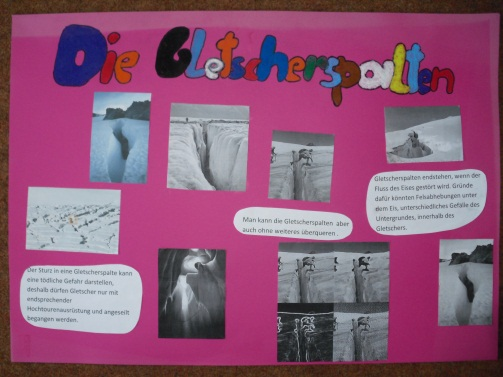 Die Gletscherspalten
Gletscherspalten endstehen, wenn der
Fluss des Eises gestört wird. Gründe
dafür könnten Felsabhebungen unter
dem Eis, unterschiedliches Gefälle des
Untergrundes, innerhalb des
Gletschers.
Man kann die Gletscherspalten aber
auch ohne weiteres überqueren .
Der Sturz in eine Gletscherspalte kann
eine tödliche Gefahr darstellen,
deshalb dürfen Gletscher nur mit
endsprechender
Hochtourenausrüstung und angeseilt
begangen werden.